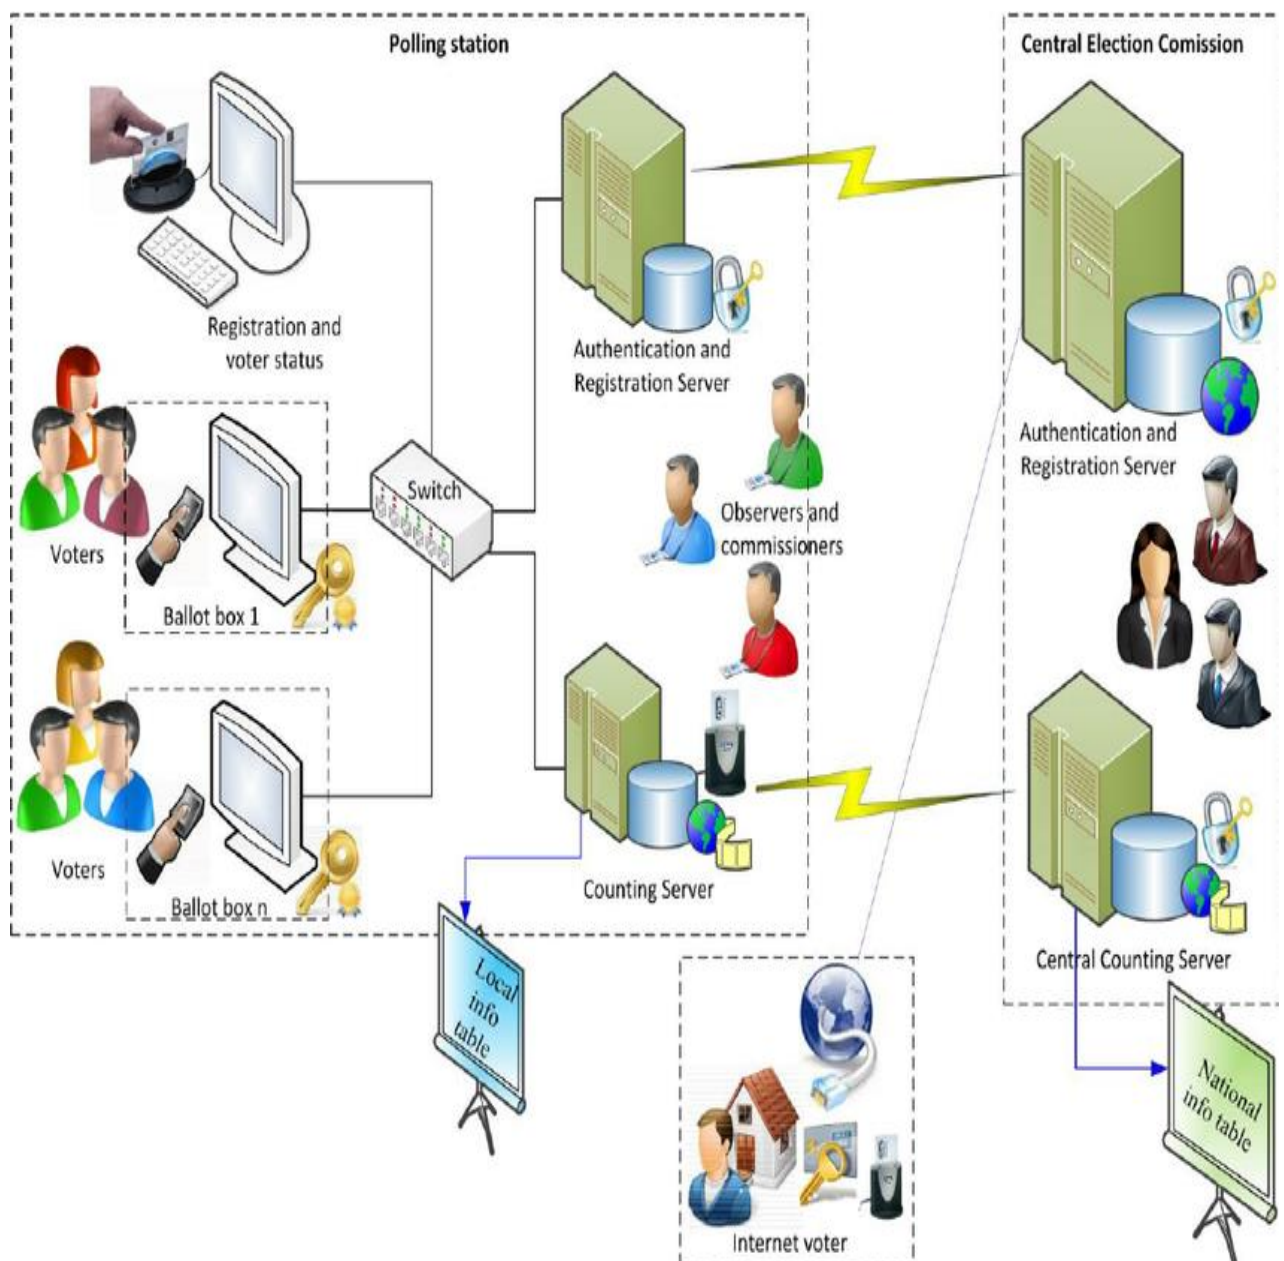 Polling station
Central Election Comission
Registration and
voter status
Authentication and
Registration Server
Authentication and
Registration Server
Switch
Observers and
commissioners
Voters
Ballot box 1
Voters
Ballot box n
Counting Server
Central Counting Server
Local
info
table
National
info table
Internet voter